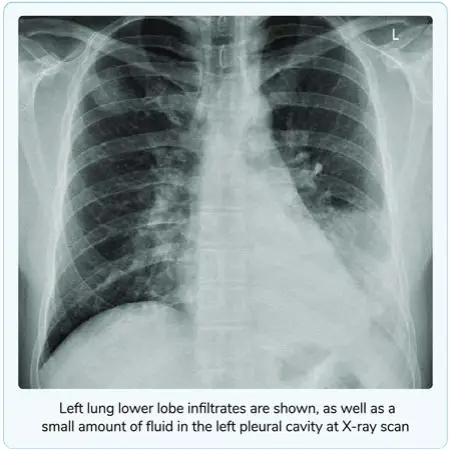 L
Left lung lower lobe infiltrates are shown, as well as a
small amount of fluid in the left pleural cavity at X-ray scan